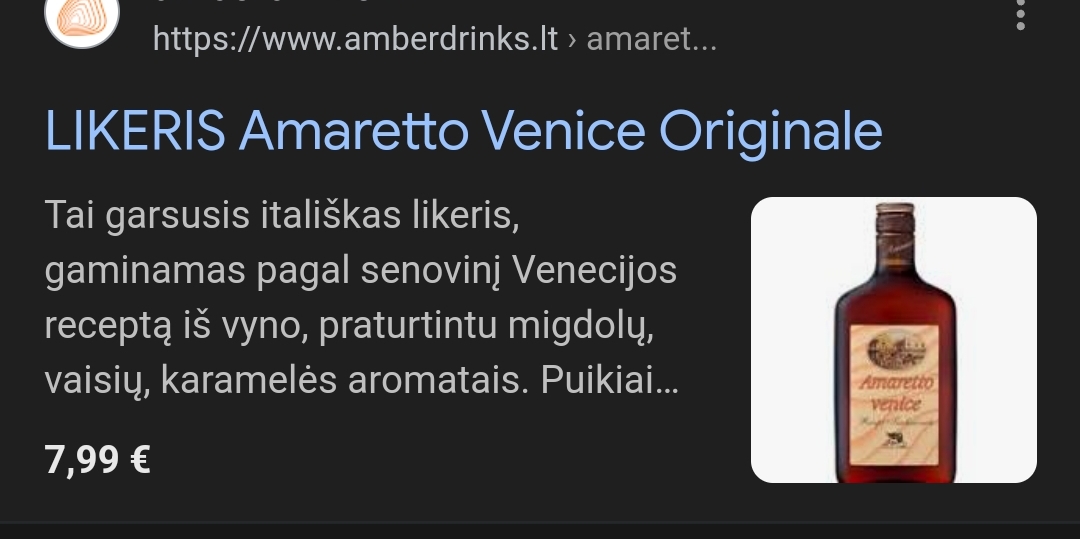 https://www.amberdrinks.lt › amaret...
LIKERIS Amaretto Venice Originale
Tai garsusis itališkas likeris,
gaminamas pagal senovinį Venecijos
receptą iš vyno, praturtintu migdolų,
vaisių, karamelės aromatais. Puikiai...
7,99 €
Amaretto
venice